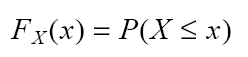 F_X(x) = P(X ≤ x)